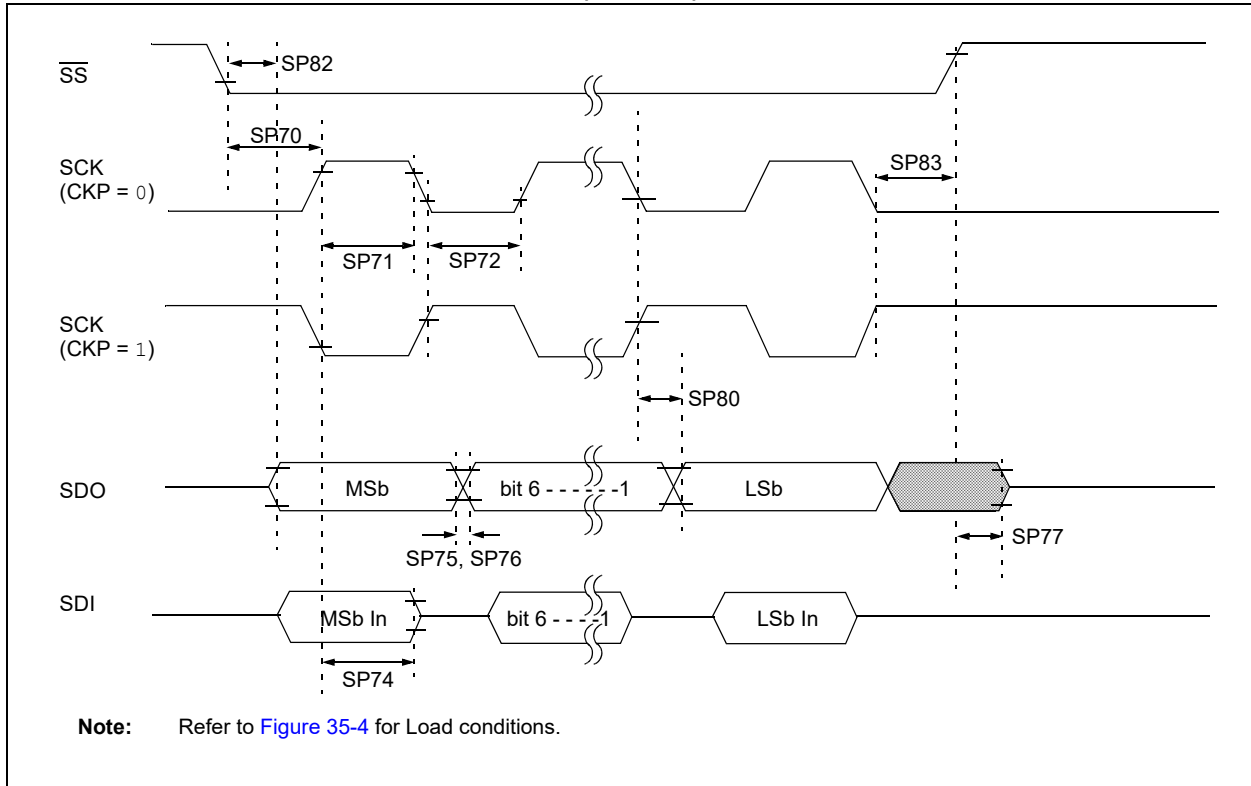 SS
SP82
SP70
SCK
(CKP = 0)
SP83
SP71
SP72
SCK
(CKP = 1)
SP80
SDO
MSb
bit 6 - - - - - -1
LSb
SP75, SP76
SP77
SDI
MSb In
bit 6 - - - -1
LSb In
SP74
Note: Refer to Figure 35-4 for Load conditions.